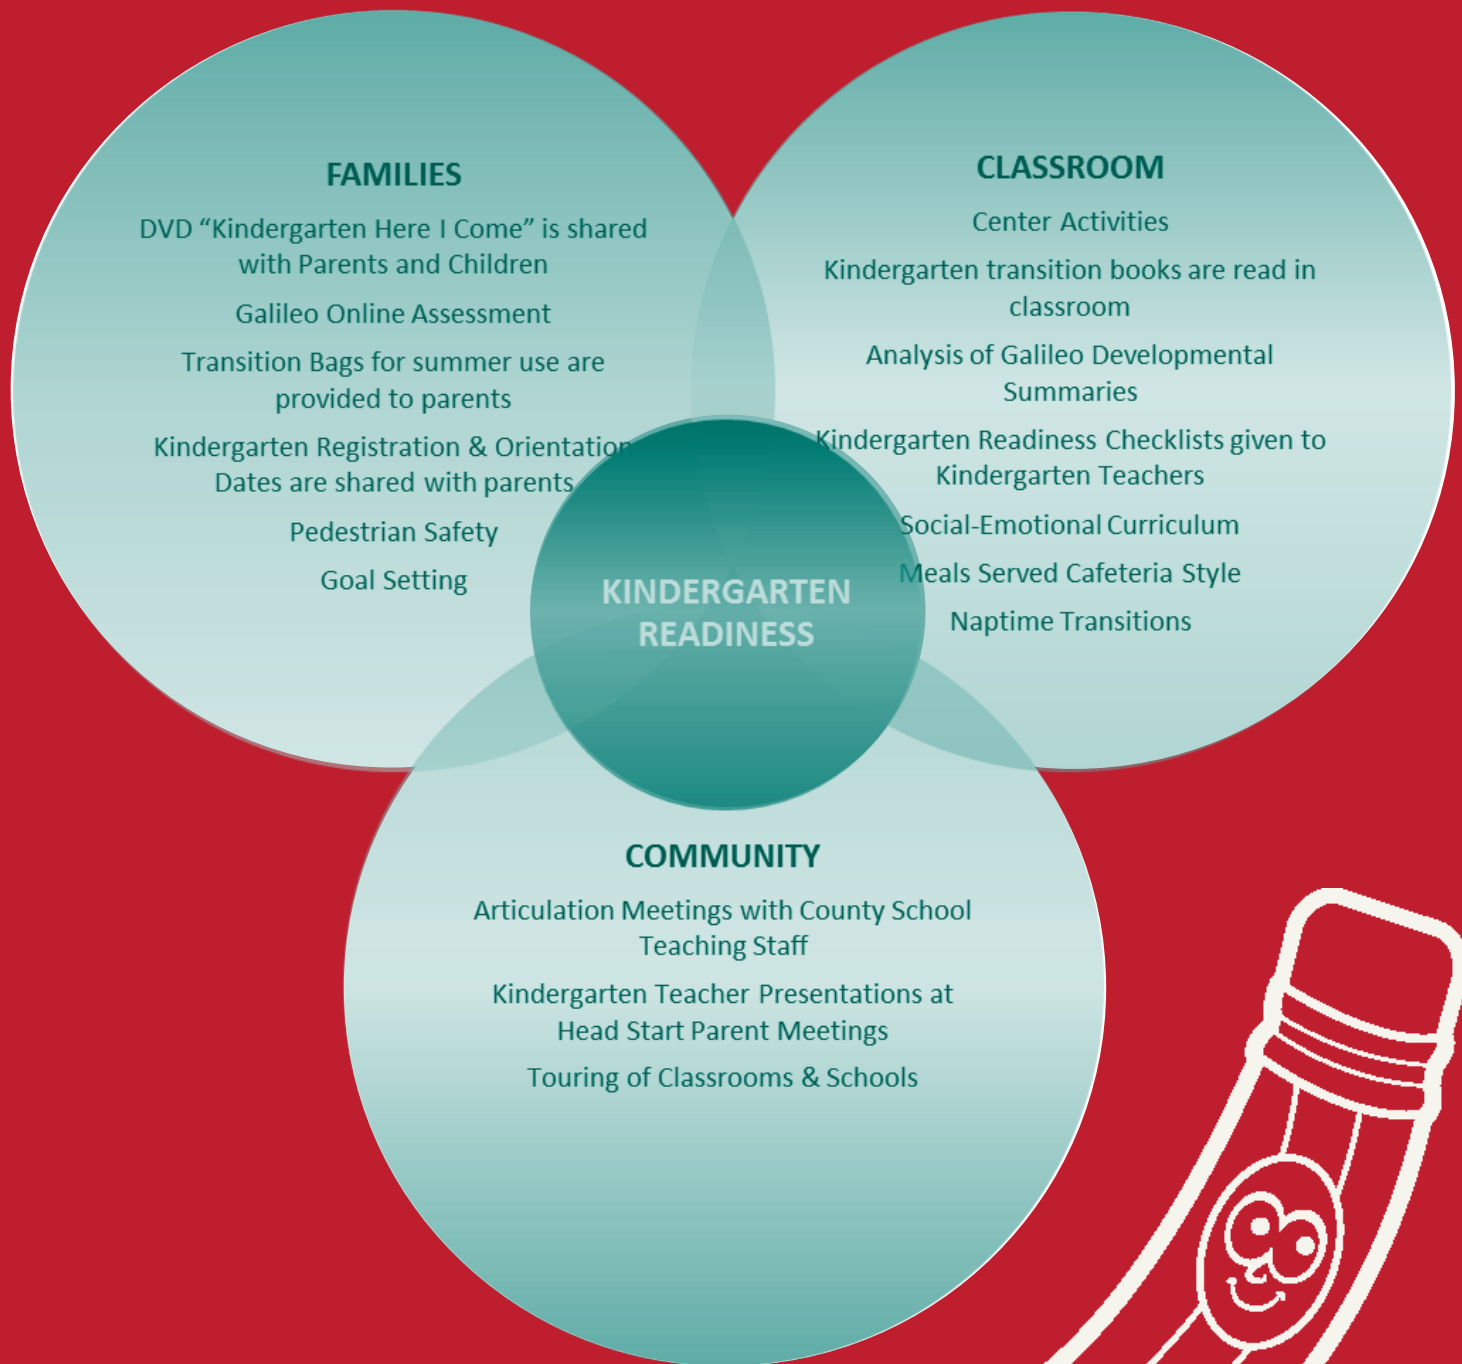 FAMILIES
DVD “Kindergarten Here I Come” is shared
with Parents and Children
Galileo Online Assessment
Transition Bags for summer use are
provided to parents
Kindergarten Registration & Orientation
Dates are shared with parents
Pedestrian Safety
Goal Setting
CLASSROOM
Center Activities
Kindergarten transition books are read in
classroom
Analysis of Galileo Developmental
Summaries
Kindergarten Readiness Checklists given to
Kindergarten Teachers
Social-Emotional Curriculum
Meals Served Cafeteria Style
Naptime Transitions
KINDERGARTEN
READINESS
COMMUNITY
Articulation Meetings with County School
Teaching Staff
Kindergarten Teacher Presentations at
Head Start Parent Meetings
Touring of Classrooms & Schools